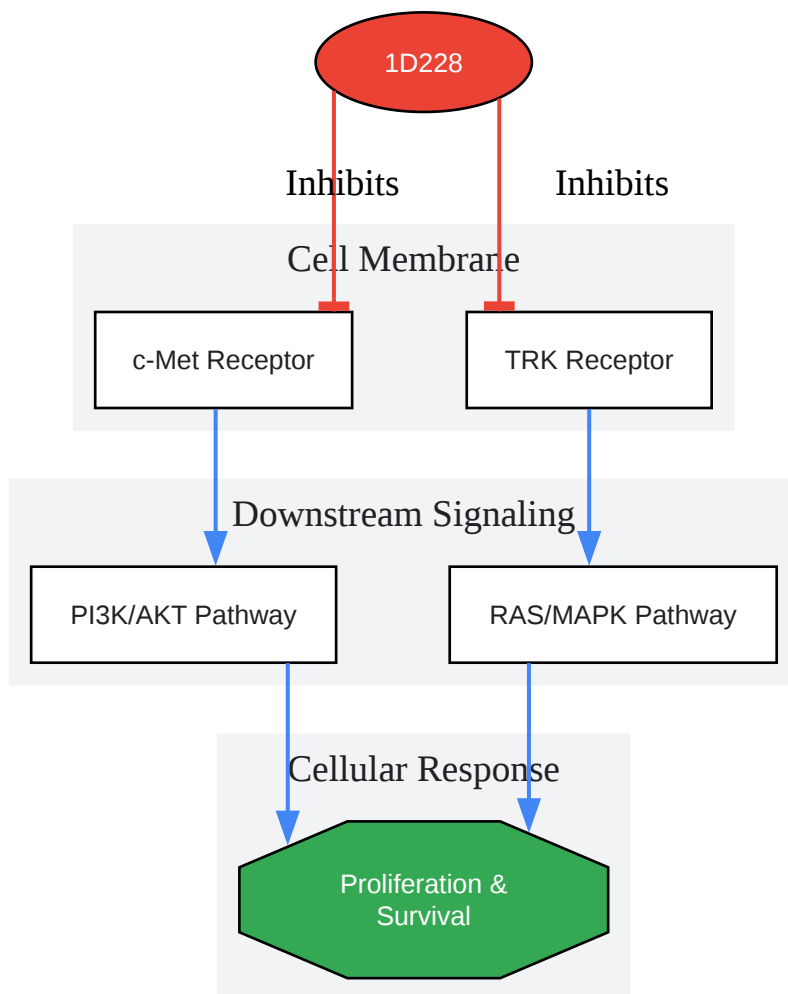 1D228
Inhibits
Inhibits
Cell Membrane
c-Met Receptor
TRK Receptor
Downstream Signaling
PI3K/AKT Pathway
RAS/MAPK Pathway
Cellular Response
Proliferation &
Survival